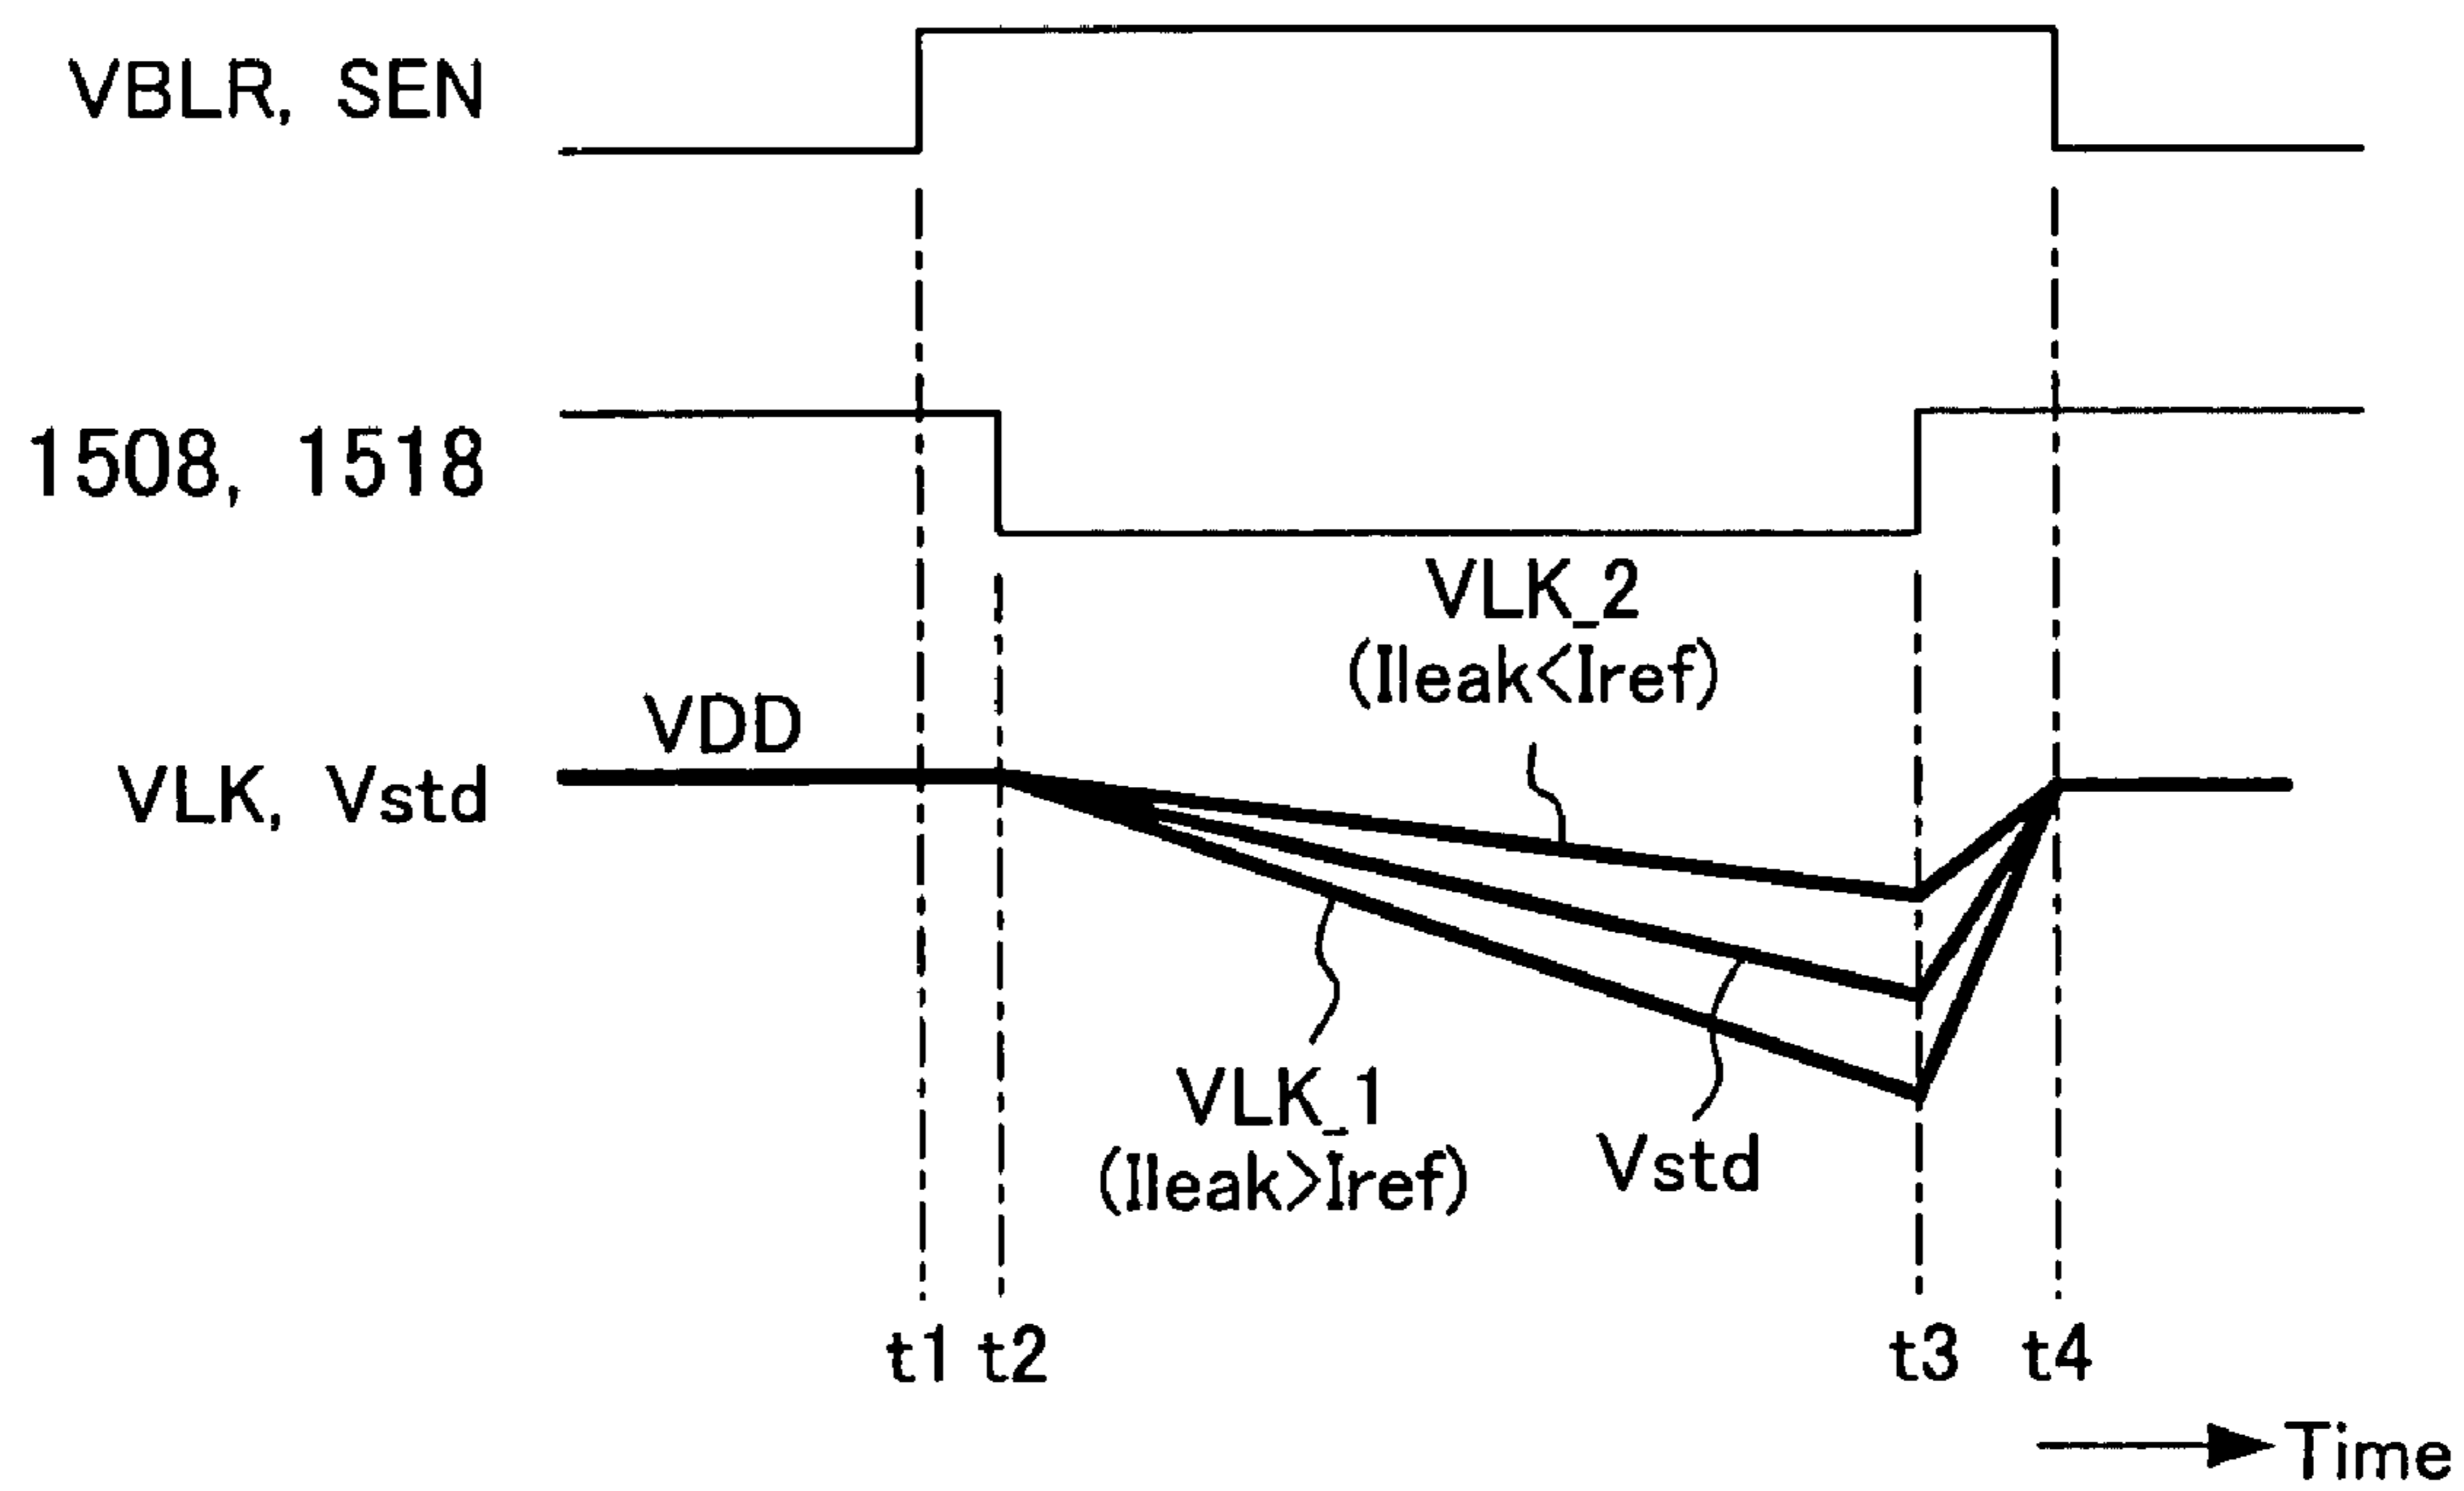 VBLR, SEN
1508, 1518
VLK_2
(Ileak<Iref)
VDD
VLK, Vstd
VLK_1
(Ileak>Iref)
Vstd
t1 t2 t3 t4
Time